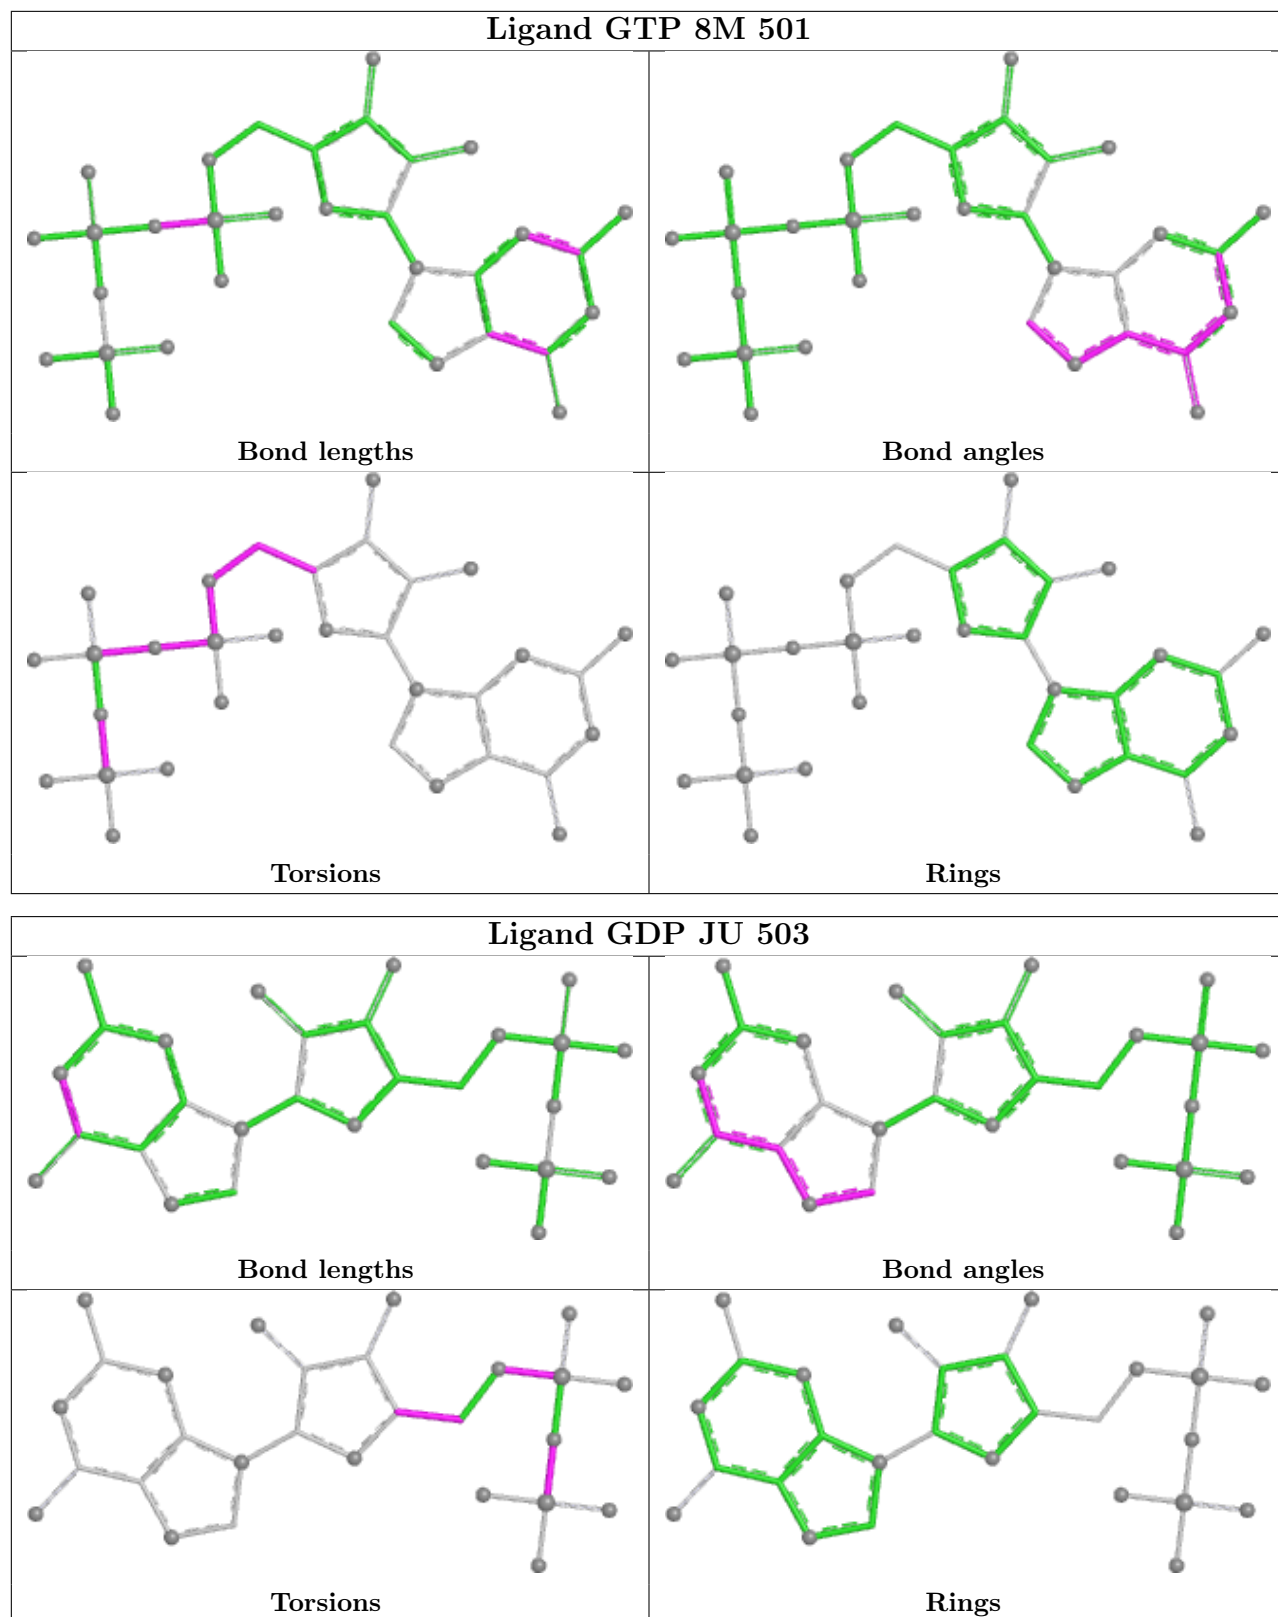 Ligand GTP 8M 501
Bond lengths
Bond angles
Torsions
Rings
Ligand GDP JU 503
Bond lengths
Bond angles
Torsions
Rings